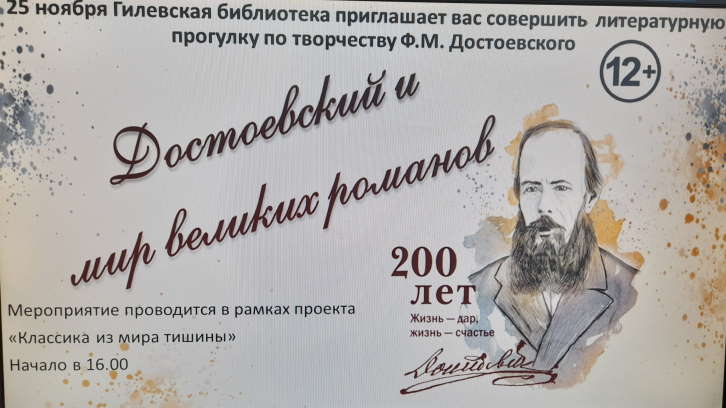 25 ноября Гилевская библиотека приглашает вас совершить литературную
прогулку по творчеству Ф.М. Достоевского
12+
Достоевский и
мир великих романов
200
лет
Жизнь — дар,
жизнь — счастье
Достоевскiй
Мероприятие проводится в рамках проекта
«Классика из мира тишины»
Начало в 16.00